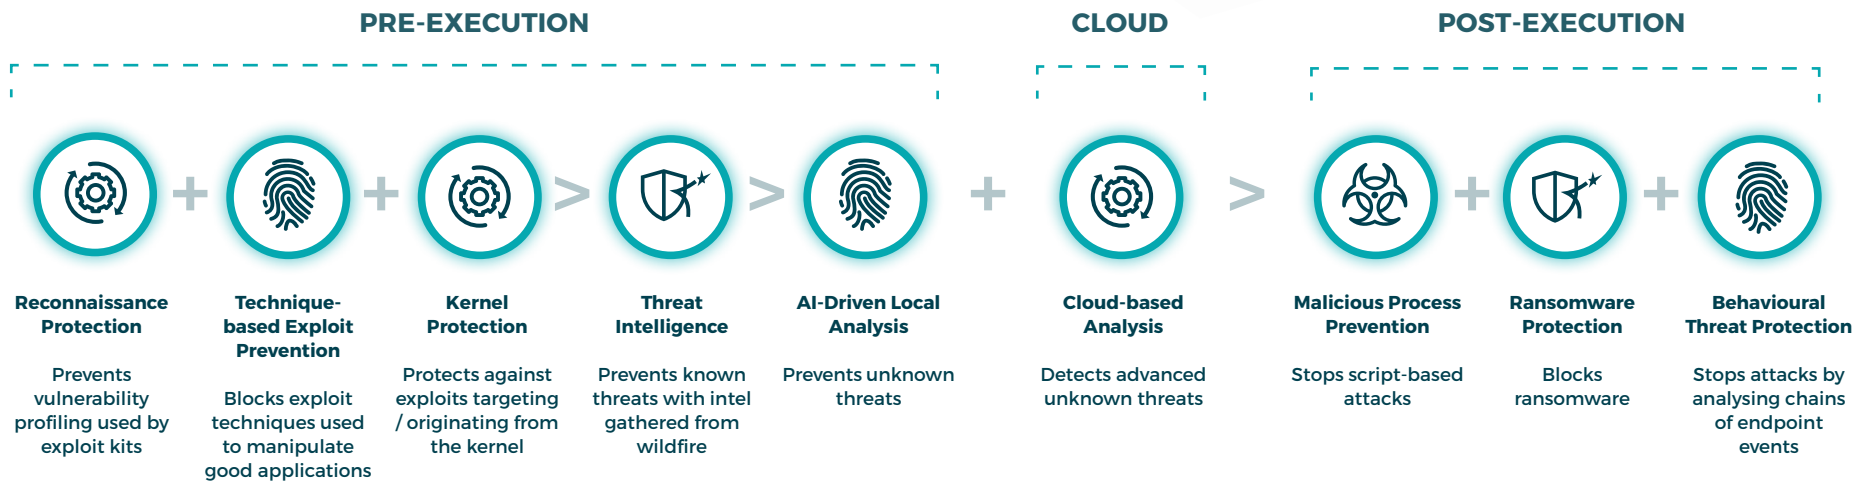 PRE-EXECUTION
CLOUD
POST-EXECUTION
+
+
>
>
+
>
+
+
Reconnaissance
Protection
Prevents
vulnerability
profiling used by
exploit kits
Technique-
based Exploit
Prevention
Blocks exploit
techniques used
to manipulate
good applications
Kernel
Protection
Protects against
exploits targeting
/ originating from
the kernel
Threat
Intelligence
Prevents known
threats with intel
gathered from
wildfire
AI-Driven Local
Analysis
Prevents unknown
threats
Cloud-based
Analysis
Detects advanced
unknown threats
Malicious Process
Prevention
Stops script-based
attacks
Ransomware
Protection
Blocks
ransomware
Behavioural
Threat Protection
Stops attacks by
analysing chains
of endpoint
events